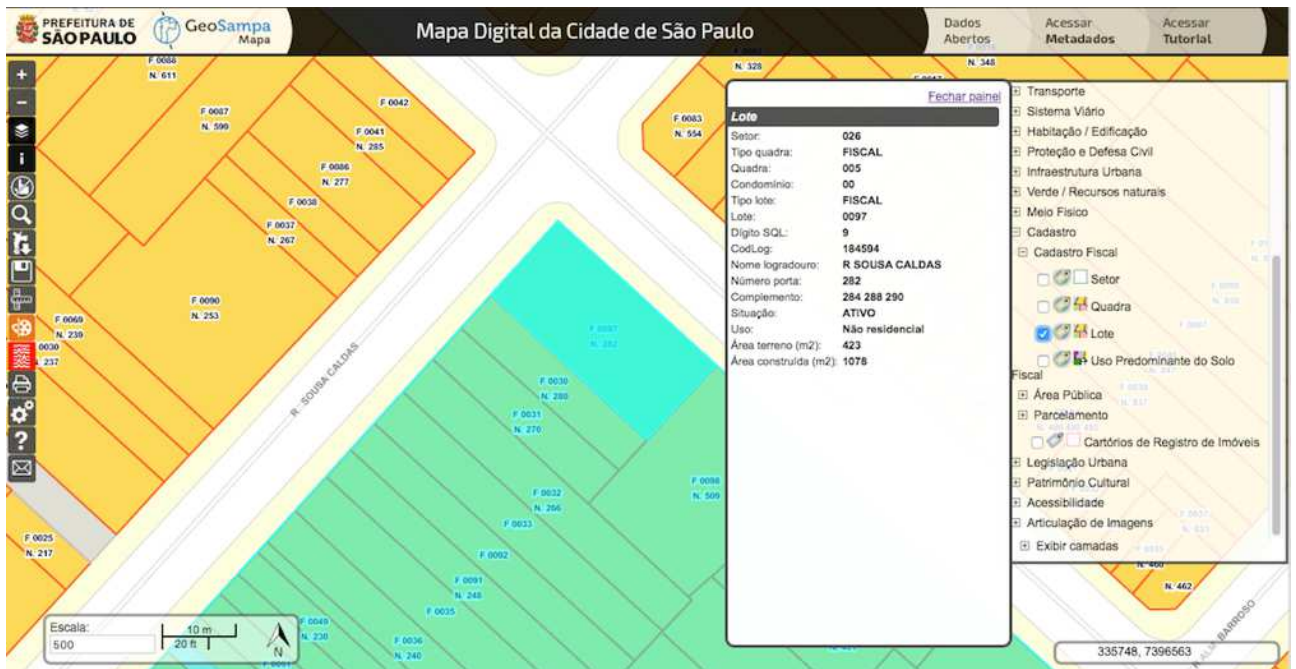 PREFEITURA DE
SÃO PAULO
GeoSampa
Mapa
Mapa Digital da Cidade de São Paulo
Dados
Abertos
Acessar
Metadados
Acessar
Tutorial
F 0086
N. 611
F 0087
N. 599
F 0042
F 0041
N. 285
F 0086
N. 277
F 0038
F 0037
N. 267
F 0090
N. 253
F 0069
N. 239
0030
237
F 0025
N. 217
N. 328
N. 348
F 0083
N. 554
R. SOUSA CALDAS
F 0097
N. 282
F 0030
N. 280
F 0031
N. 270
F 0032
N. 266
F 0033
F 0092
F 0091
N. 248
F 0035
F 0036
N. 240
F 0049
N. 230
F 0098
N. 509
Fechar painel
Lote
Setor: 026
Tipo quadra: FISCAL
Quadra: 005
Condomínio: 00
Tipo lote: FISCAL
Lote: 0097
Dígito SQL: 9
CodLog: 184594
Nome logradouro: R SOUSA CALDAS
Número porta: 282
Complemento: 284 288 290
Situação: ATIVO
Uso: Não residencial
Área terreno (m2): 423
Área construída (m2): 1078
Transporte
Sistema Viário
Habitação / Edificação
Proteção e Defesa Civil
Infraestrutura Urbana
Verde / Recursos naturais
Meio Físico
Cadastro
Cadastro Fiscal
Setor
Quadra
Lote
Uso Predominante do Solo
Fiscal
Área Pública
Parcelamento
Cartórios de Registro de Imóveis
Legislação Urbana
Patrimônio Cultural
Acessibilidade
Articulação de Imagens
Exibir camadas
N. 460
N. 462
BARROSO
Escala:
500
10 m
20 ft
N
335748, 7396563